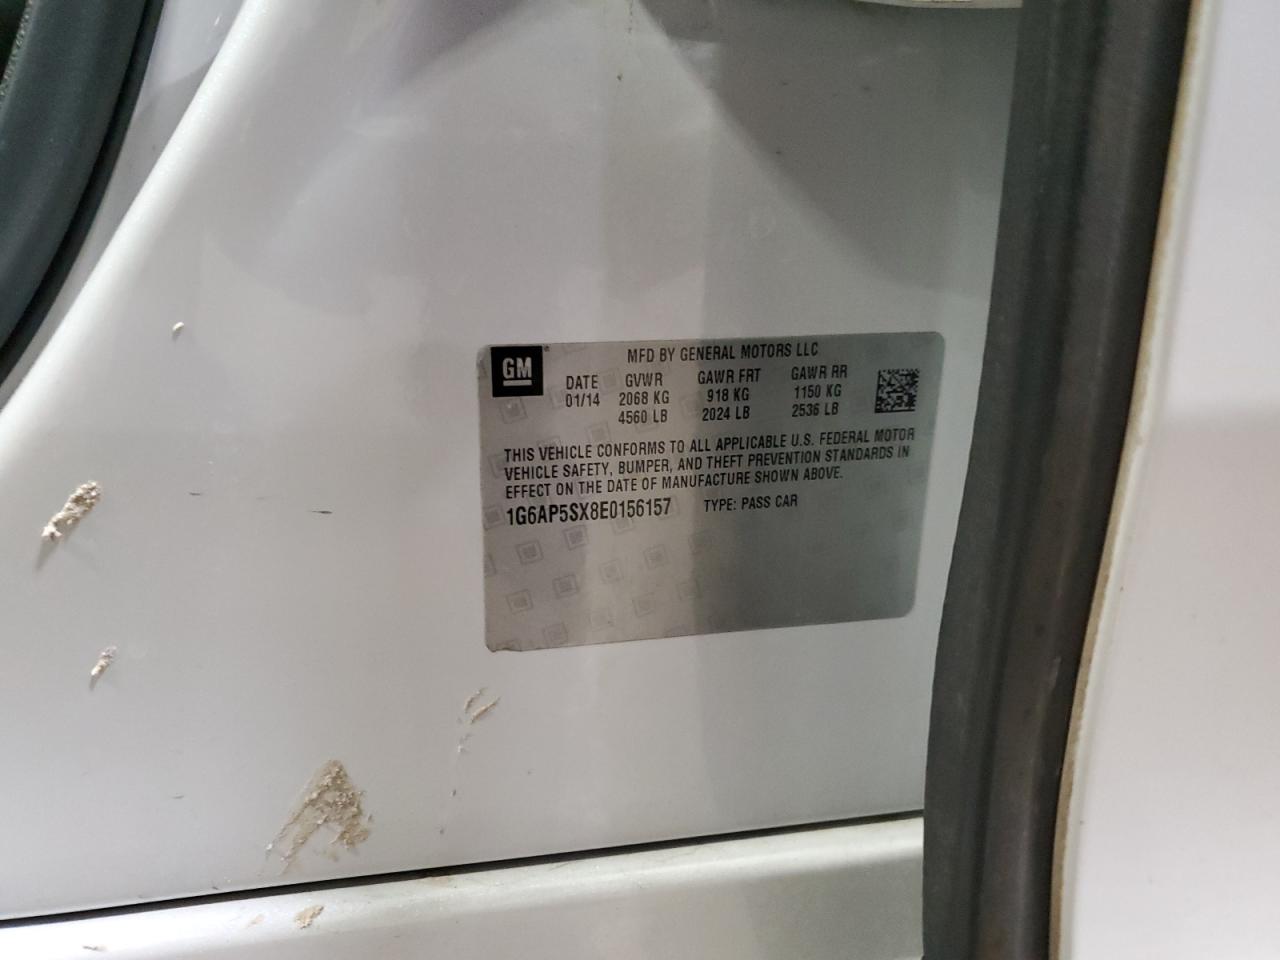 GM
MFD BY GENERAL MOTORS LLC
DATE GVWR GAWR FRT GAWR RR
01/14 2068 KG 918 KG 1150 KG
4560 LB 2024 LB 2536 LB
THIS VEHICLE CONFORMS TO ALL APPLICABLE U.S. FEDERAL MOTOR
VEHICLE SAFETY, BUMPER, AND THEFT PREVENTION STANDARDS IN
EFFECT ON THE DATE OF MANUFACTURE SHOWN ABOVE.
1G6AP5SX8E0156157 TYPE: PASS CAR